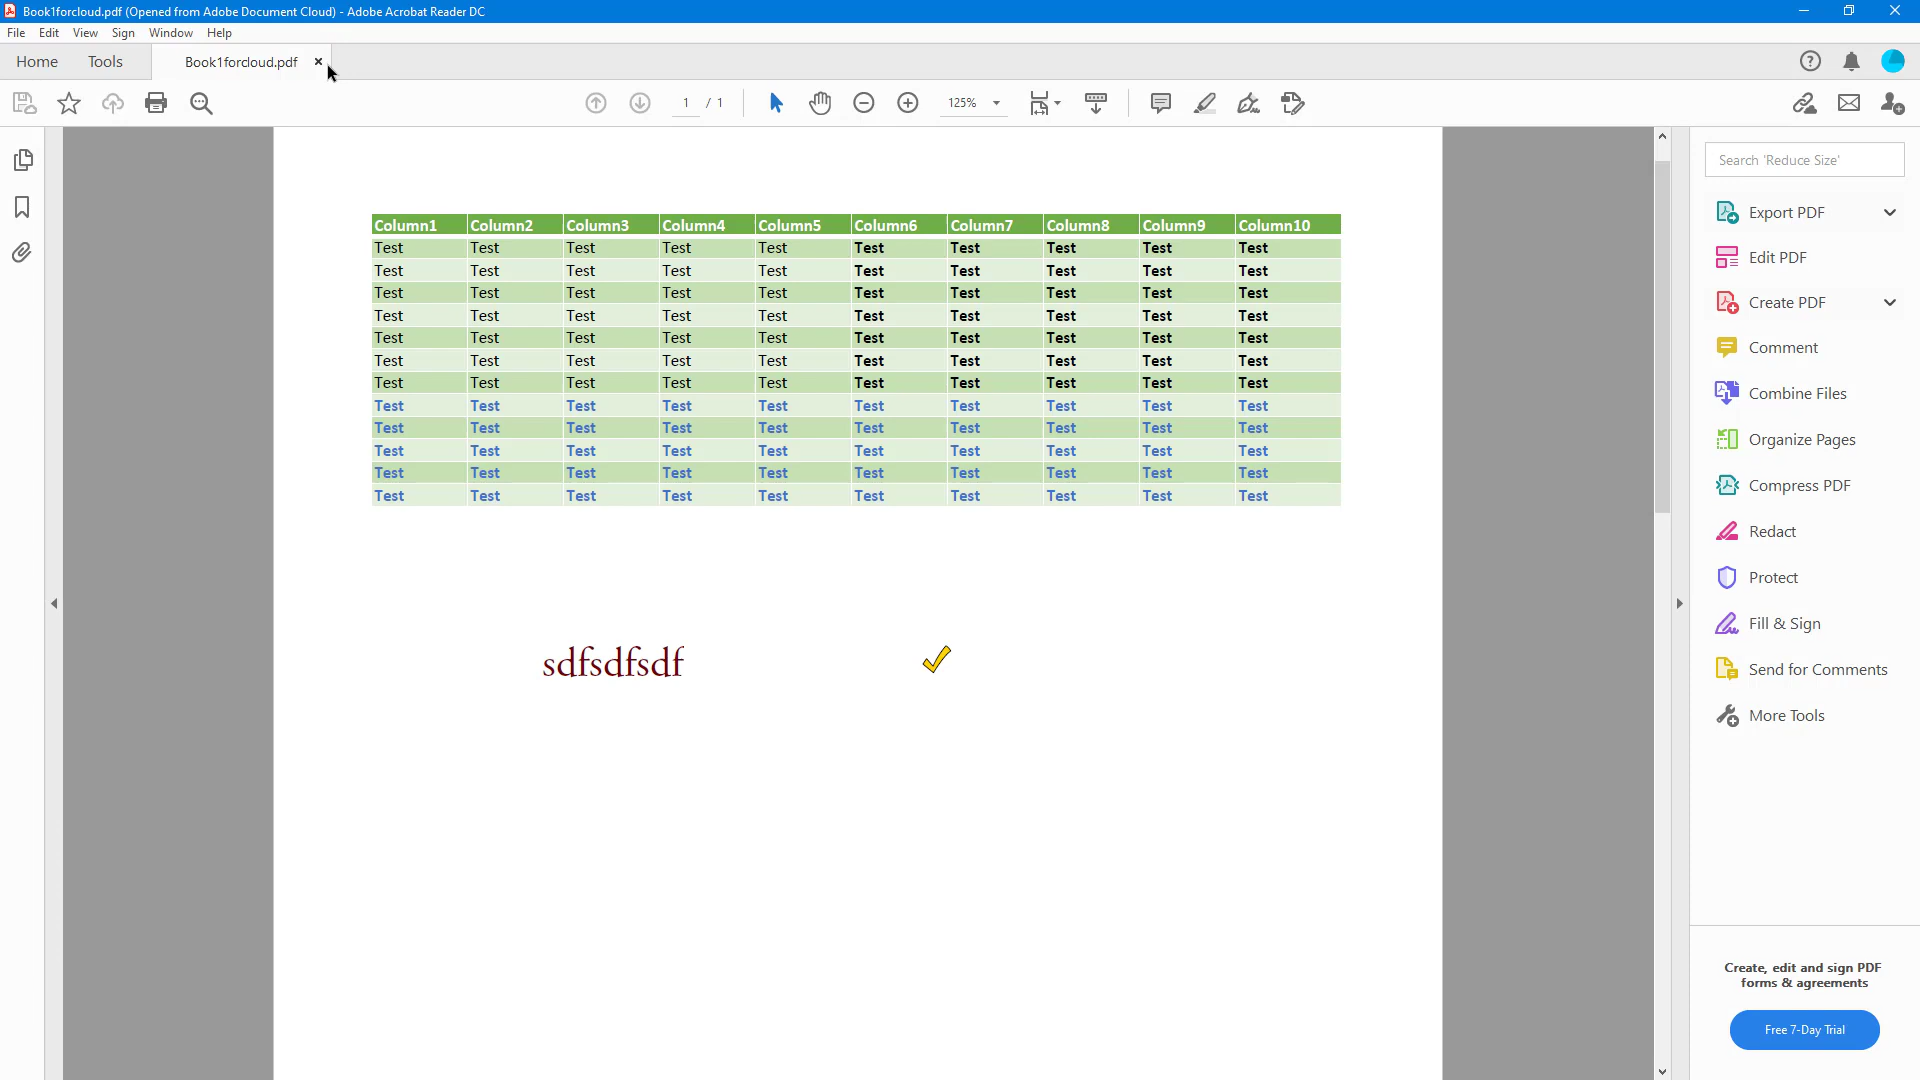 Book1forcloud.pdf (Opened from Adobe Document Cloud) - Adobe Acrobat Reader DC
File Edit View Sign Window Help
Home Tools Book1forcloud.pdf
1 / 1 125%
Column1 Column2 Column3 Column4 Column5 Column6 Column7 Column8 Column9 Column10
Test Test Test Test Test Test Test Test Test Test
Test Test Test Test Test Test Test Test Test Test
Test Test Test Test Test Test Test Test Test Test
Test Test Test Test Test Test Test Test Test Test
Test Test Test Test Test Test Test Test Test Test
Test Test Test Test Test Test Test Test Test Test
Test Test Test Test Test Test Test Test Test Test
Test Test Test Test Test Test Test Test Test Test
Test Test Test Test Test Test Test Test Test Test
Test Test Test Test Test Test Test Test Test Test
Test Test Test Test Test Test Test Test Test Test
Test Test Test Test Test Test Test Test Test Test
sdfsdfsdf
Search 'Reduce Size'
Export PDF
Edit PDF
Create PDF
Comment
Combine Files
Organize Pages
Compress PDF
Redact
Protect
Fill & Sign
Send for Comments
More Tools
Create, edit and sign PDF
forms & agreements
Free 7-Day Trial